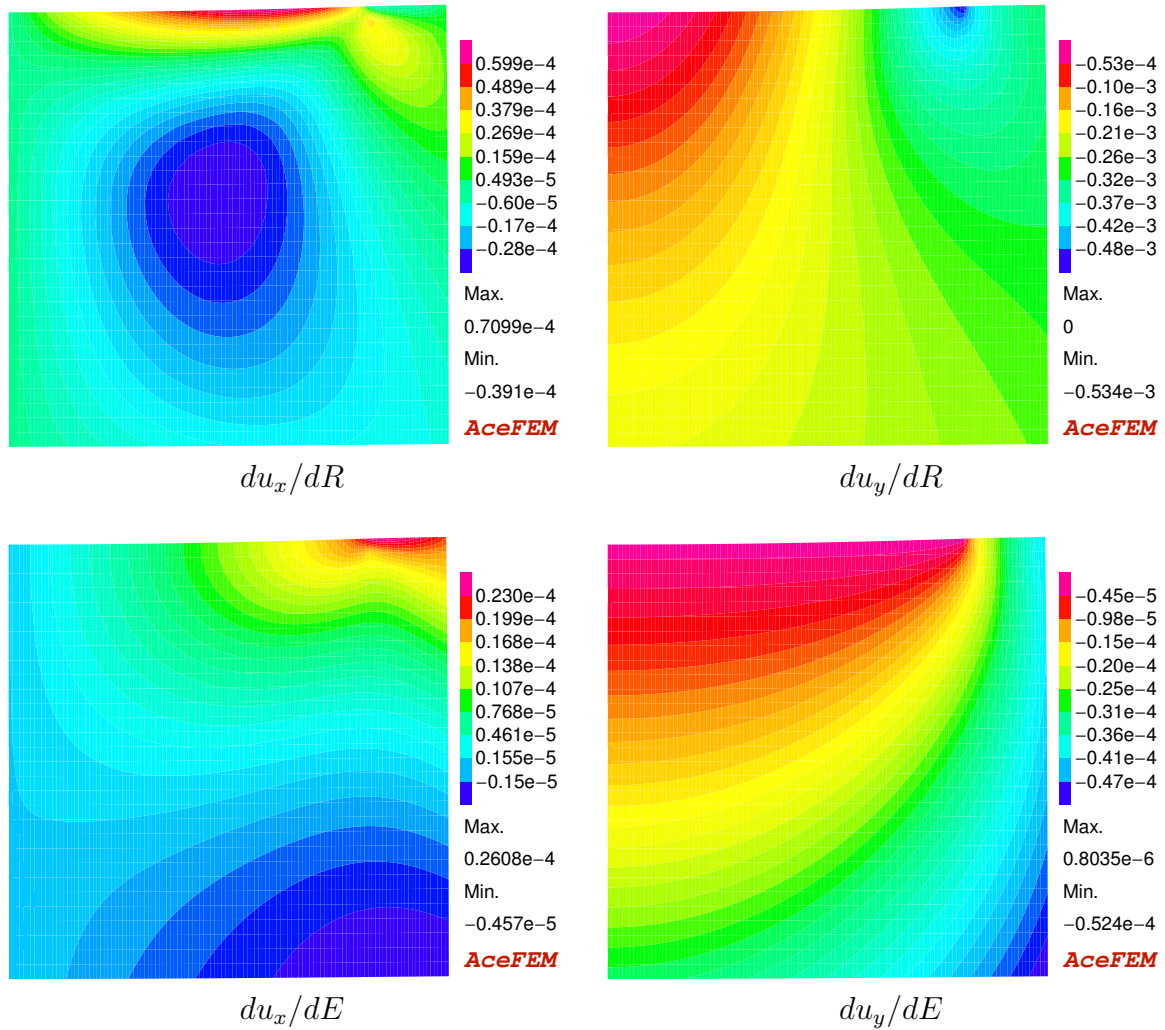 0.599e−4
0.489e−4
0.379e−4
0.269e−4
0.159e−4
0.493e−5
−0.60e−5
−0.17e−4
−0.28e−4
Max.
0.7099e−4
Min.
−0.391e−4
AceFEM
du_x/dR
−0.53e−4
−0.10e−3
−0.16e−3
−0.21e−3
−0.26e−3
−0.32e−3
−0.37e−3
−0.42e−3
−0.48e−3
Max.
0
Min.
−0.534e−3
AceFEM
du_y/dR
0.230e−4
0.199e−4
0.168e−4
0.138e−4
0.107e−4
0.768e−5
0.461e−5
0.155e−5
−0.15e−5
Max.
0.2608e−4
Min.
−0.457e−5
AceFEM
du_x/dE
−0.45e−5
−0.98e−5
−0.15e−4
−0.20e−4
−0.25e−4
−0.31e−4
−0.36e−4
−0.41e−4
−0.47e−4
Max.
0.8035e−6
Min.
−0.524e−4
AceFEM
du_y/dE